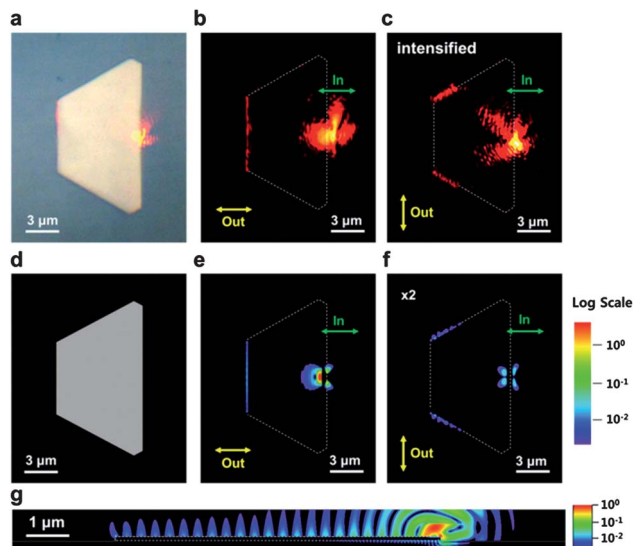 a
b
c
intensified
In
In
Out
Out
3 μm
3 μm
3 μm
d
e
f
x2
In
In
Log Scale
10⁰
10⁻¹
10⁻²
Out
Out
3 μm
3 μm
3 μm
g
1 μm
10⁰
10⁻¹
10⁻²